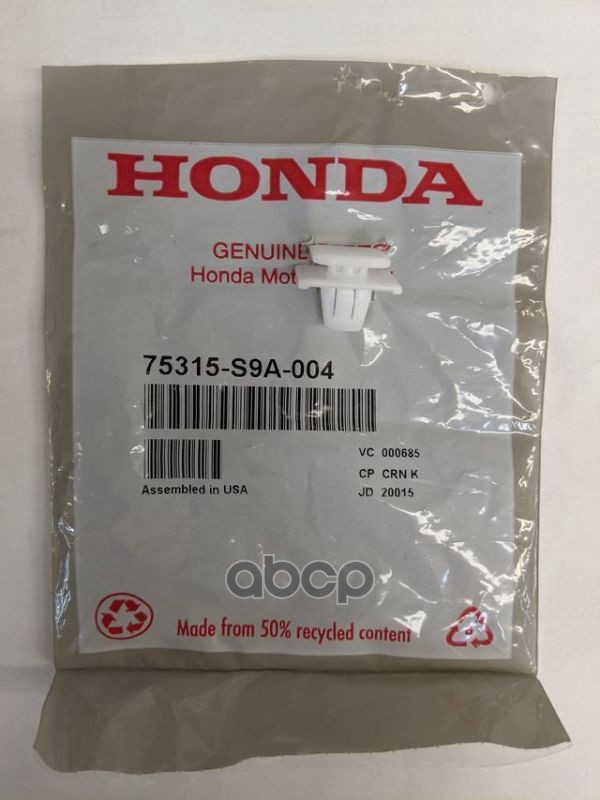 HONDA
GENUINE
Honda
75315-S9A-004
VC 000685
CP CRN K
Assembled in USA
JD 20015
abcp
Made from 50% recycled content